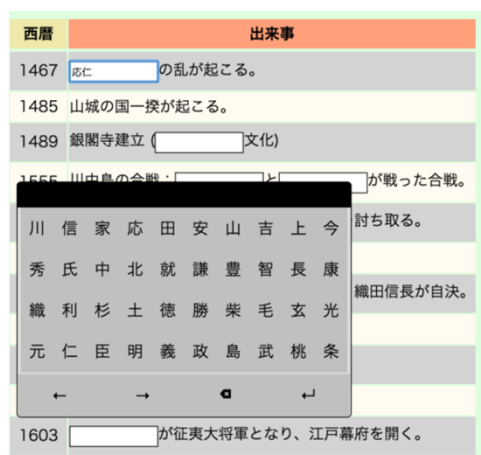 西暦 出来事
1467 応仁 の乱が起こる。
1485 山城の国一揆が起こる。
1489 銀閣寺建立 ( 文化)
1555 川中島の合戦: と が戦った合戦。
討ち取る。
織田信長が自決。
川 信 家 応 田 安 山 吉 上 今
秀 氏 中 北 就 謙 豊 智 長 康
織 利 杉 土 徳 勝 柴 毛 玄 光
元 仁 臣 明 義 政 島 武 桃 条
← → ⌫ ↵
1603 が征夷大将軍となり、江戸幕府を開く。